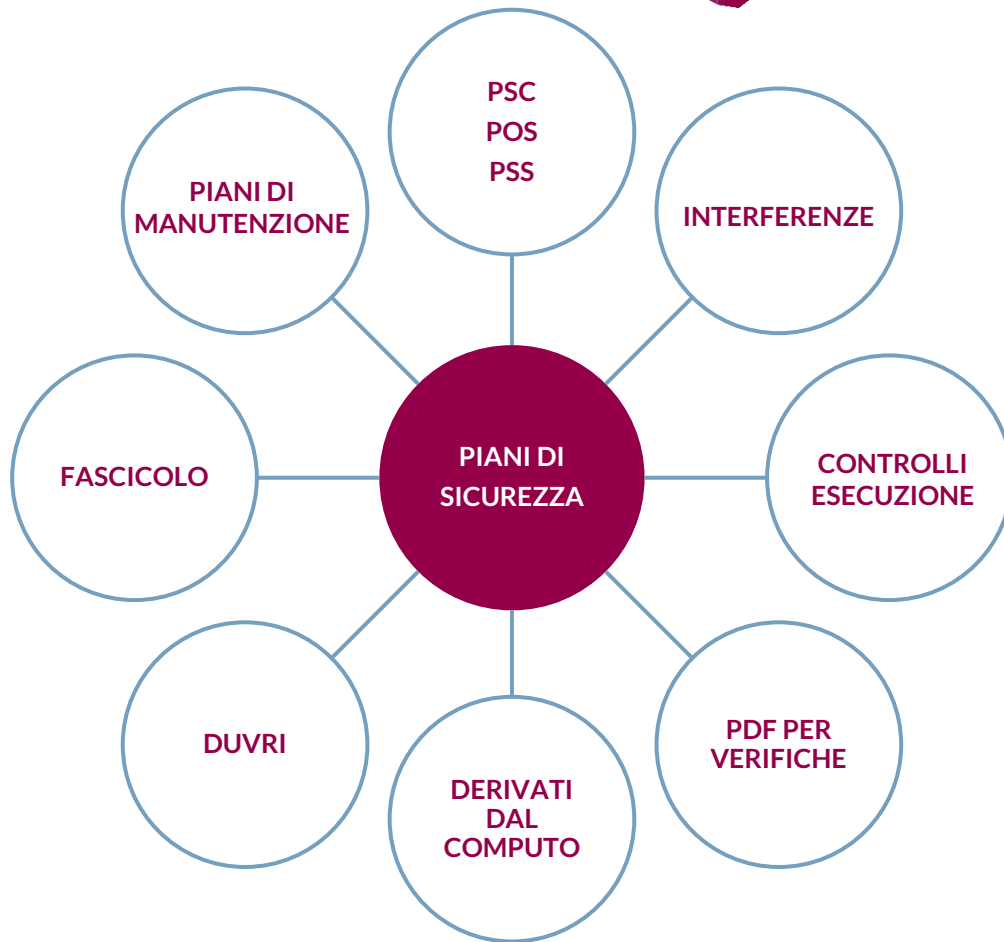 PSC
POS
PSS
PIANI DI
MANUTENZIONE
INTERFERENZE
FASCICOLO
PIANI DI
SICUREZZA
CONTROLLI
ESECUZIONE
DUVRI
DERIVATI
DAL
COMPUTO
PDF PER
VERIFICHE